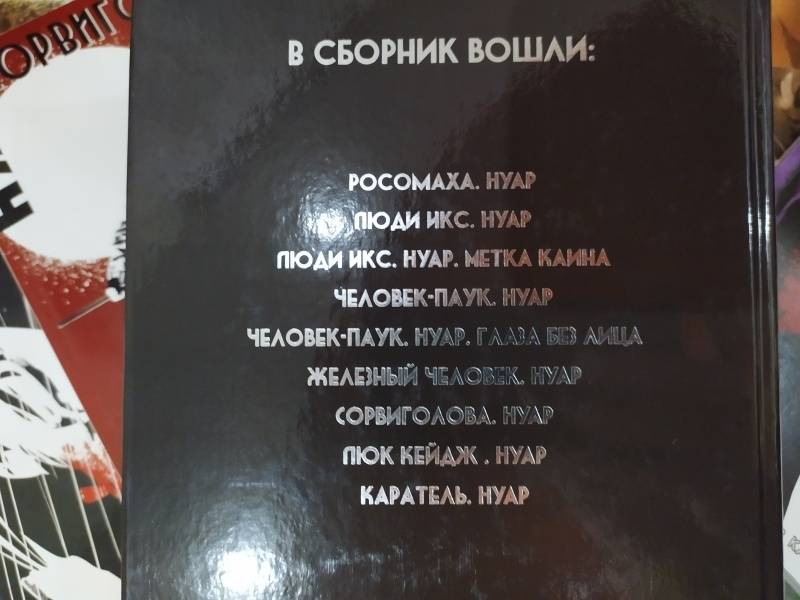 В СБОРНИК ВОШЛИ:
РОСОМАХА. НУАР
ЛЮДИ ИКС. НУАР
ЛЮДИ ИКС. НУАР. МЕТКА КАИНА
ЧЕЛОВЕК-ПАУК. НУАР
ЧЕЛОВЕК-ПАУК. НУАР. ГЛАЗА БЕЗ ЛИЦА
ЖЕЛЕЗНЫЙ ЧЕЛОВЕК. НУАР
СОРВИГОЛОВА. НУАР
ЛЮК КЕЙДЖ . НУАР
КАРАТЕЛЬ. НУАР